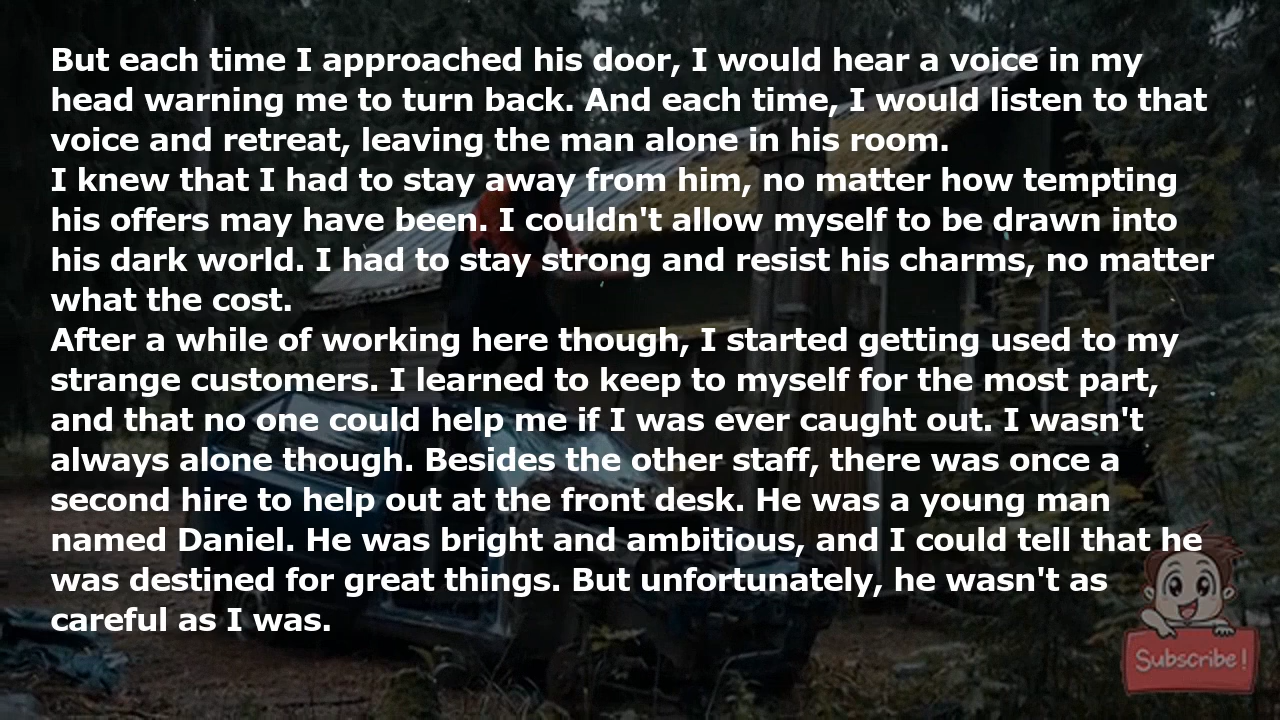 But each time I approached his door, I would hear a voice in my
head warning me to turn back. And each time, I would listen to that
voice and retreat, leaving the man alone in his room.
I knew that I had to stay away from him, no matter how tempting
his offers may have been. I couldn't allow myself to be drawn into
his dark world. I had to stay strong and resist his charms, no matter
what the cost.
After a while of working here though, I started getting used to my
strange customers. I learned to keep to myself for the most part,
and that no one could help me if I was ever caught out. I wasn't
always alone though. Besides the other staff, there was once a
second hire to help out at the front desk. He was a young man
named Daniel. He was bright and ambitious, and I could tell that he
was destined for great things. But unfortunately, he wasn't as
careful as I was.
Subscribe!